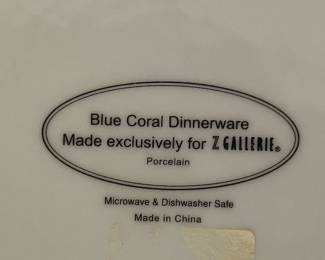 Blue Coral Dinnerware
Made exclusively for Z GALLERIE®
Porcelain
Microwave & Dishwasher Safe
Made in China